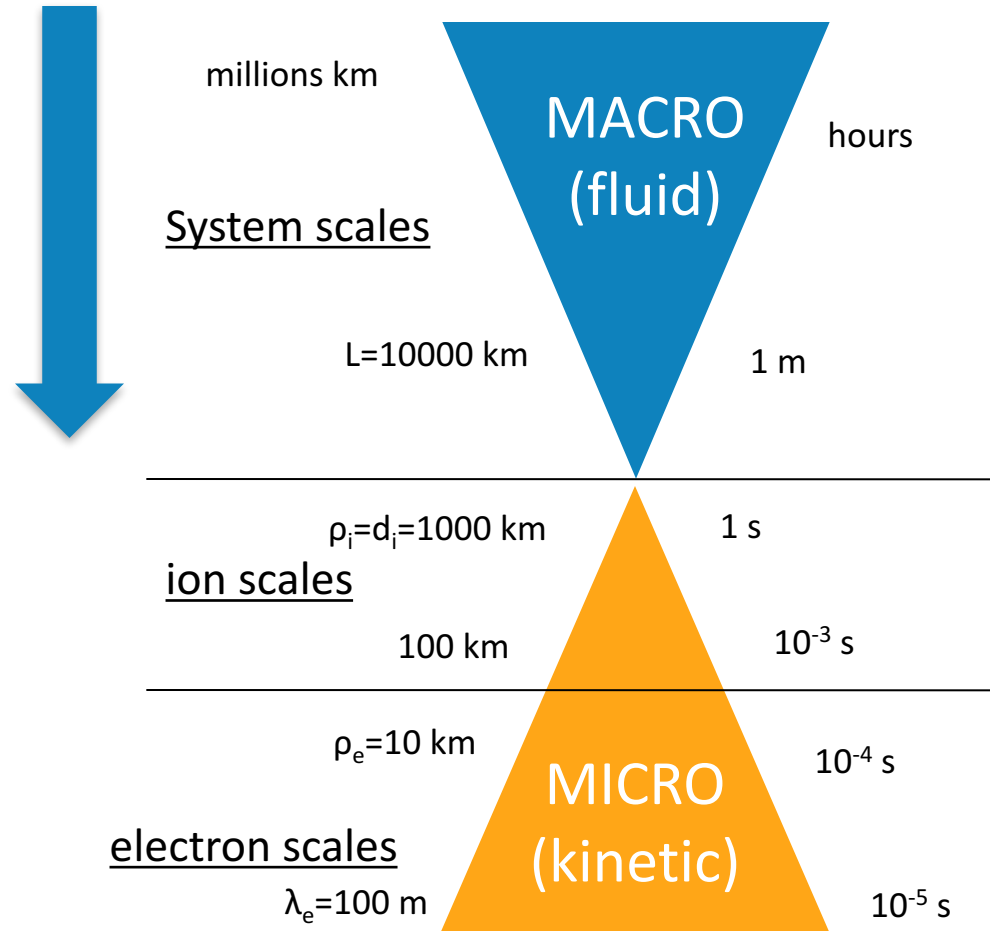 millions km
MACRO
(fluid)
hours
System scales
L=10000 km
1 m
ρᵢ=dᵢ=1000 km
1 s
ion scales
100 km
10⁻³ s
ρₑ=10 km
10⁻⁴ s
MICRO
(kinetic)
electron scales
λₑ=100 m
10⁻⁵ s